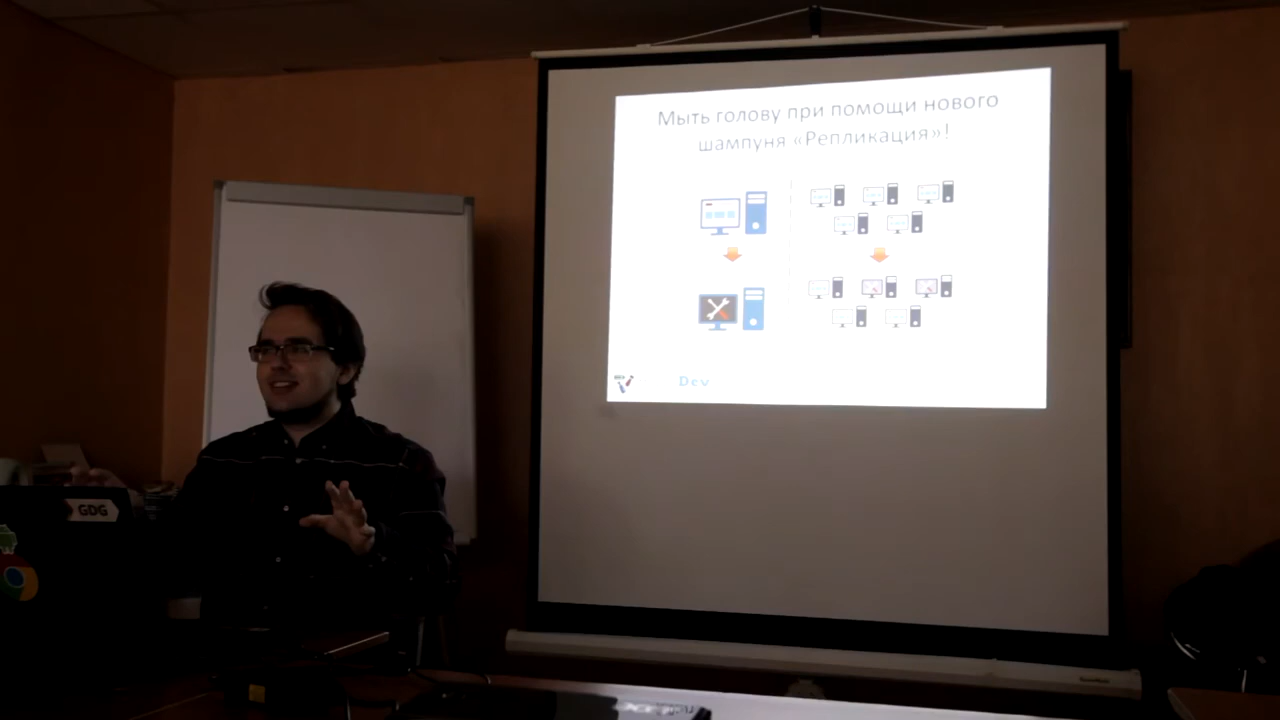 Мыть голову при помощи нового
шампуня «Репликация»!
Dev
GDG